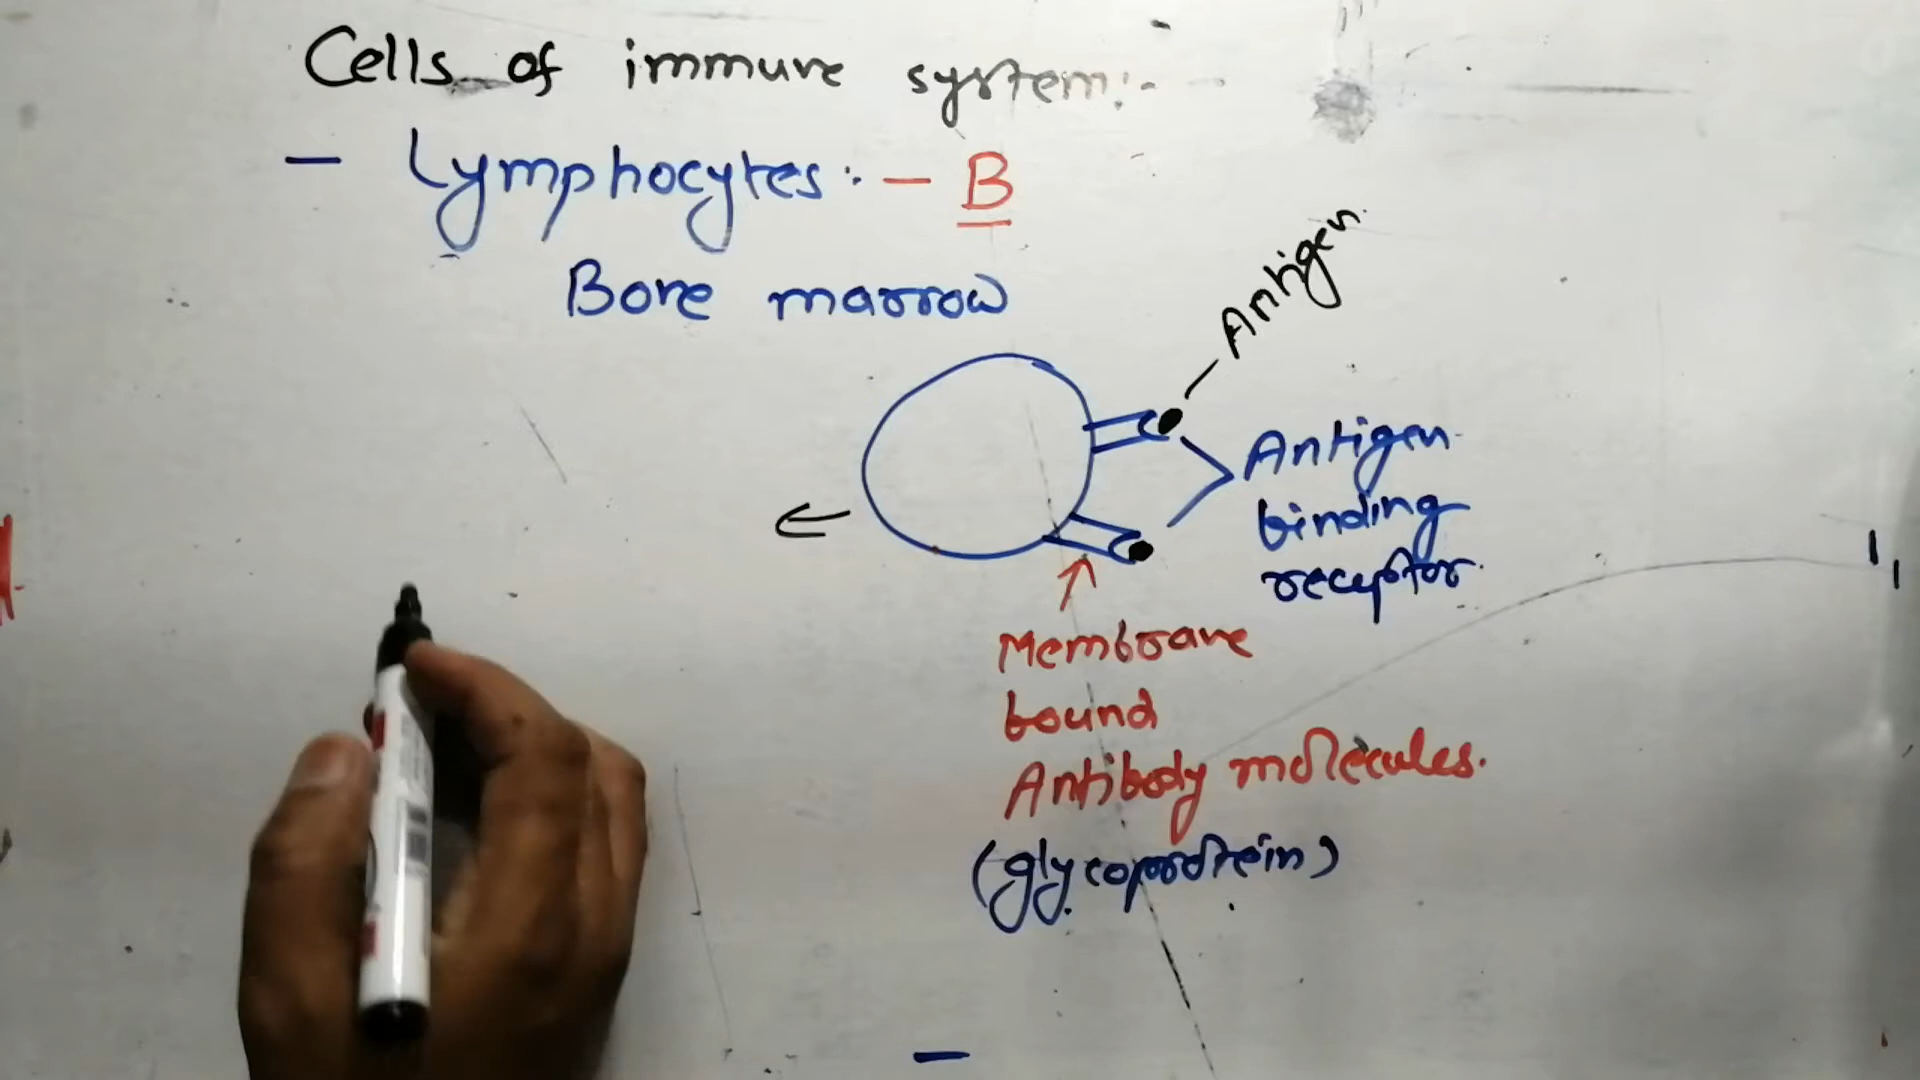 Cells of immune system:-
- Lymphocytes:- B
Bone marrow
Antigen
Antigen
binding
receptor
Membrane
bound
Antibody molecules.
(glycoprotein)